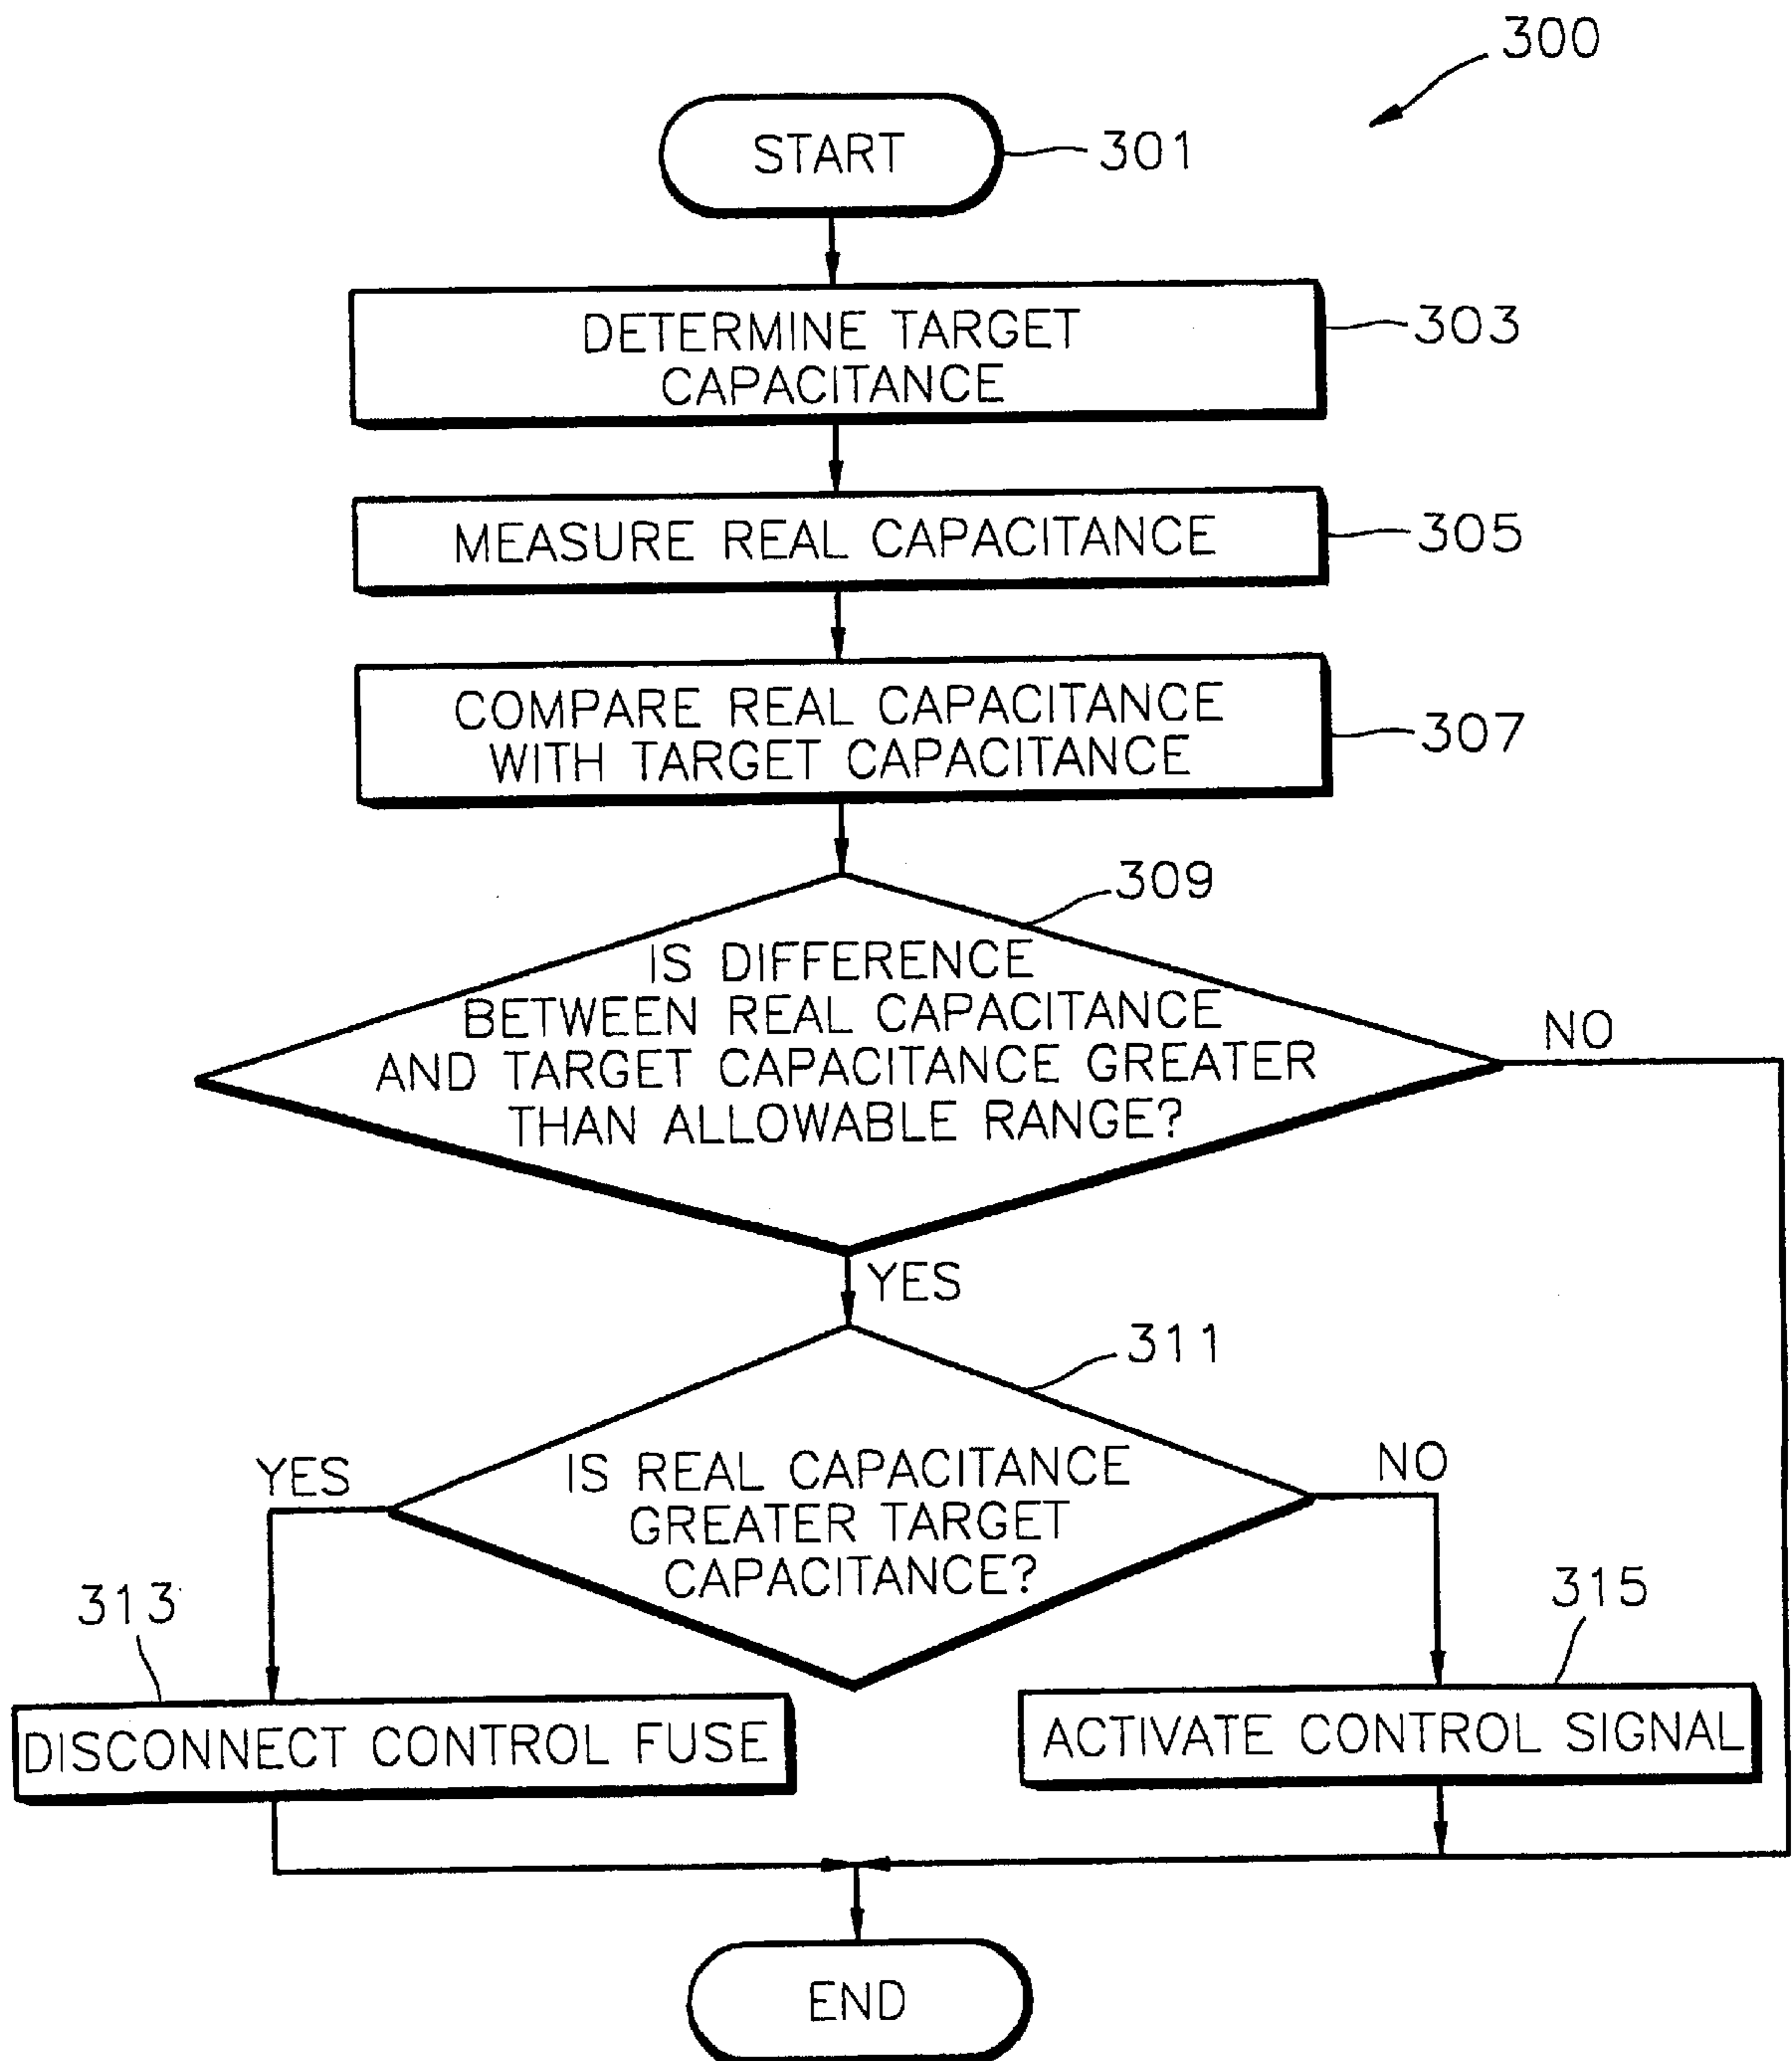 300
START
301
DETERMINE TARGET
CAPACITANCE
303
MEASURE REAL CAPACITANCE
305
COMPARE REAL CAPACITANCE
WITH TARGET CAPACITANCE
307
309
IS DIFFERENCE
BETWEEN REAL CAPACITANCE
AND TARGET CAPACITANCE GREATER
THAN ALLOWABLE RANGE?
NO
YES
311
IS REAL CAPACITANCE
GREATER TARGET
CAPACITANCE?
YES
NO
313
DISCONNECT CONTROL FUSE
315
ACTIVATE CONTROL SIGNAL
END